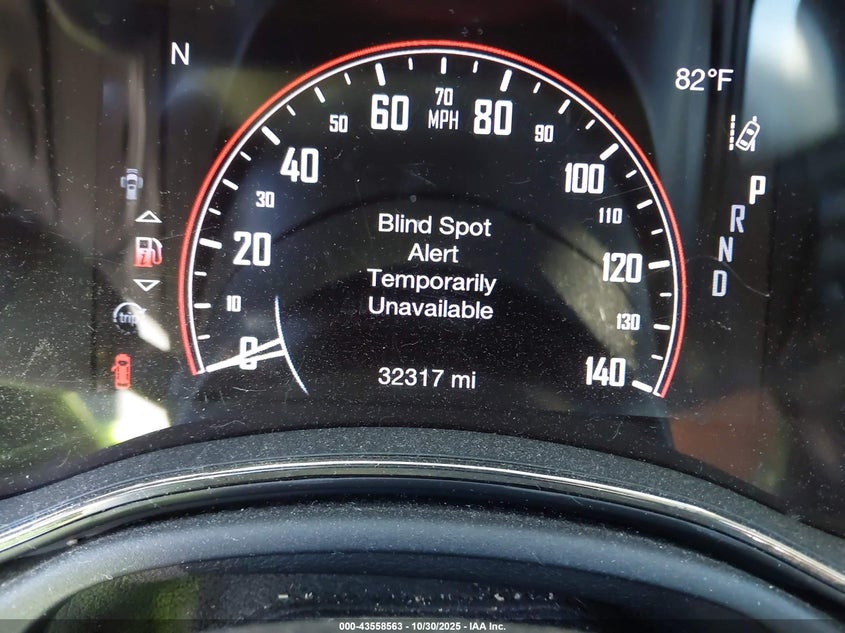 N
82°F
0
10
20
30
40
50
60
70
MPH
80
90
100
110
120
130
140
Blind Spot
Alert
Temporarily
Unavailable
32317 mi
trip
P
R
N
D
000-43558563 - 10/30/2025 - IAA Inc.